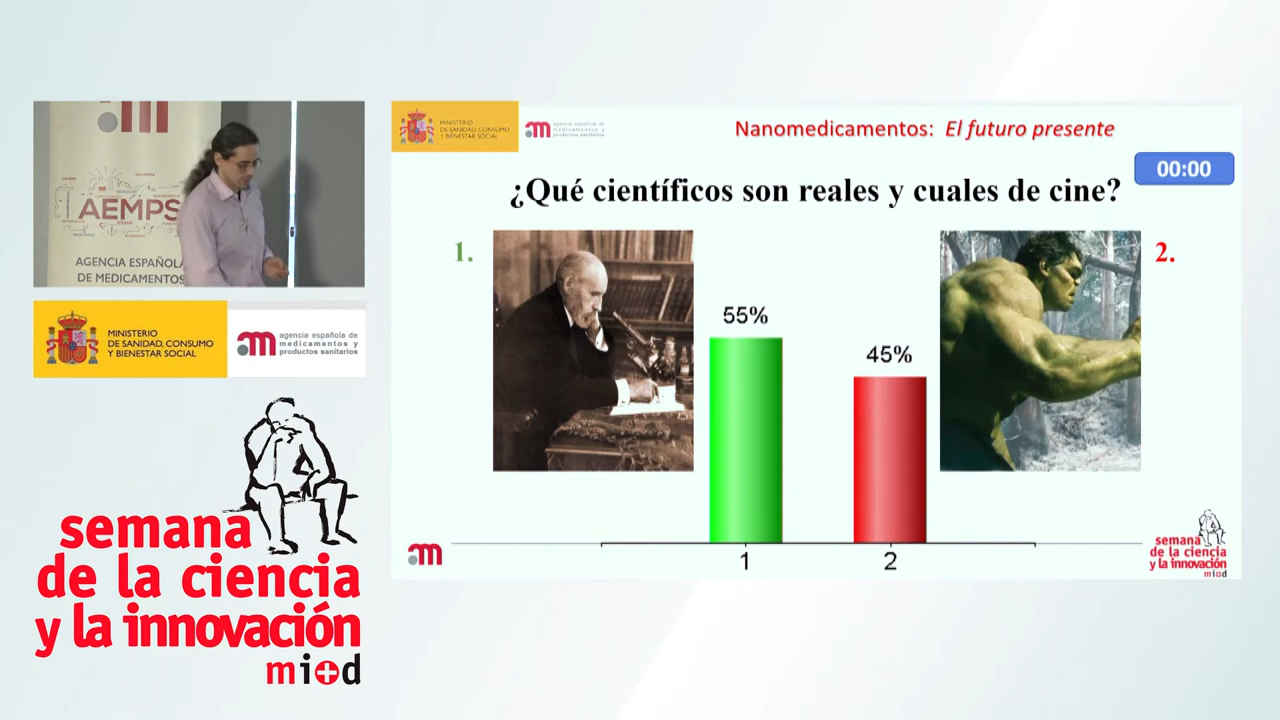 AEMPS
AGENCIA ESPAÑOLA
DE MEDICAMENTOS
MINISTERIO
DE SANIDAD, CONSUMO
Y BIENESTAR SOCIAL
agencia española de
medicamentos y
productos sanitarios
semana
de la ciencia
y la innovación
mi+d
MINISTERIO
DE SANIDAD, CONSUMO
Y BIENESTAR SOCIAL
agencia española de
medicamentos y
productos sanitarios
Nanomedicamentos: El futuro presente
00:00
¿Qué científicos son reales y cuales de cine?
1.
2.
55%
45%
1
2
semana
de la ciencia
y la innovación
mi+d